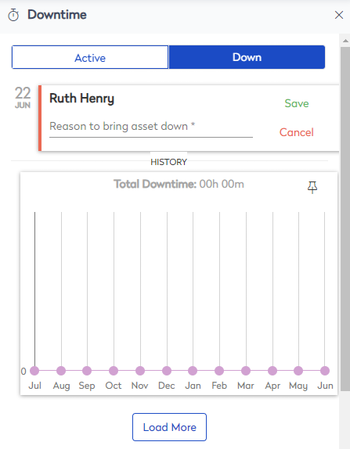 Downtime
Active Down
22 JUN
Ruth Henry
Save
Reason to bring asset down *
Cancel
HISTORY
Total Downtime: 00h 00m
0
Jul Aug Sep Oct Nov Dec Jan Feb Mar Apr May Jun
Load More